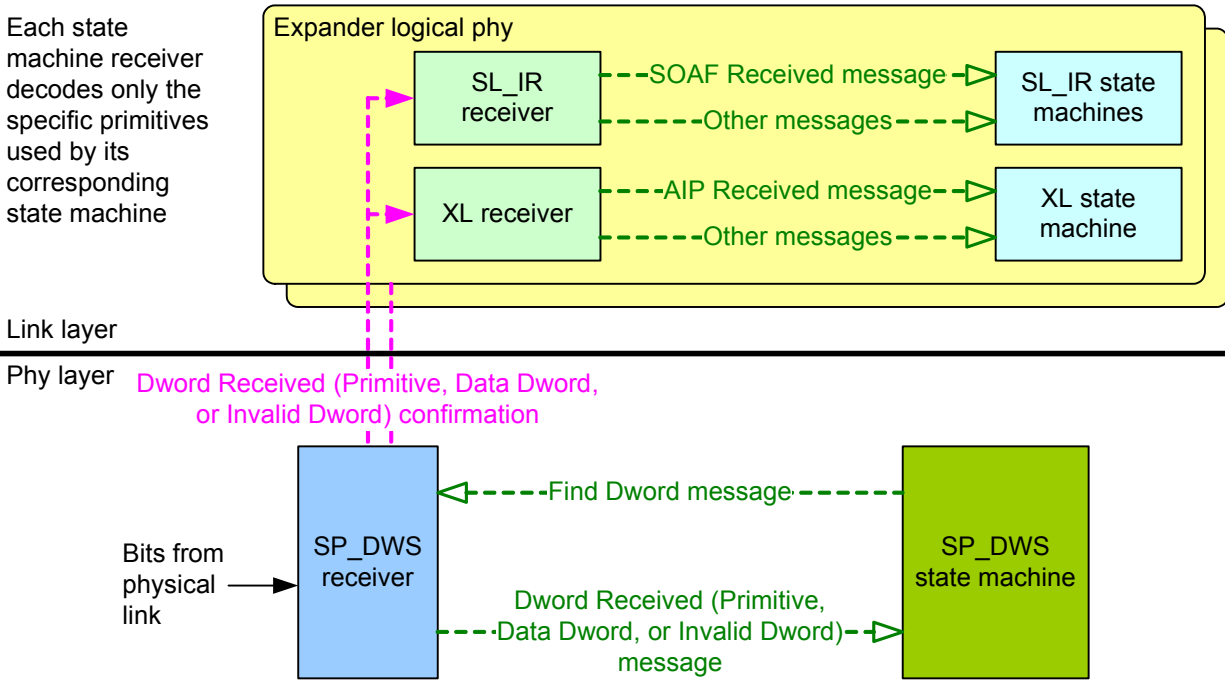 Each state
machine receiver
decodes only the
specific primitives
used by its
corresponding
state machine
Expander logical phy
SL_IR
receiver
SOAF Received message
Other messages
SL_IR state
machines
XL receiver
AIP Received message
Other messages
XL state
machine
Link layer
Phy layer
Dword Received (Primitive, Data Dword,
or Invalid Dword) confirmation
Bits from
physical
link
SP_DWS
receiver
Find Dword message
Dword Received (Primitive,
Data Dword, or Invalid Dword)
message
SP_DWS
state machine